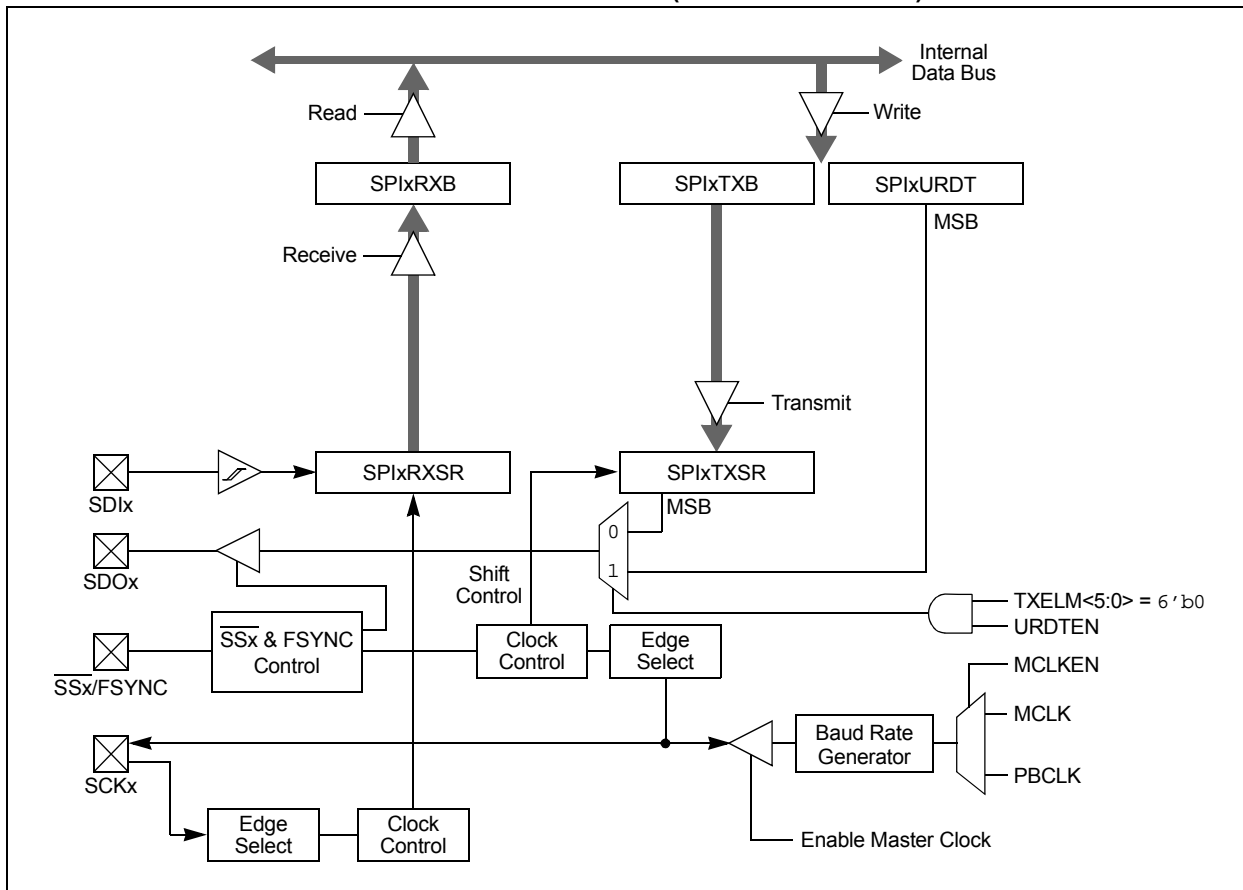 Internal
Data Bus
Read
Write
SPIxRXB
SPIxTXB
SPIxURDT
MSB
Receive
Transmit
SPIxRXSR
SPIxTXSR
SDIx
MSB
0
SDOx
1
Shift
Control
TXELM<5:0> = 6'b0
URDTEN
SSx & FSYNC
Control
Clock
Control
Edge
Select
SSx/FSYNC
MCLKEN
MCLK
Baud Rate
Generator
PBCLK
SCKx
Edge
Select
Clock
Control
Enable Master Clock